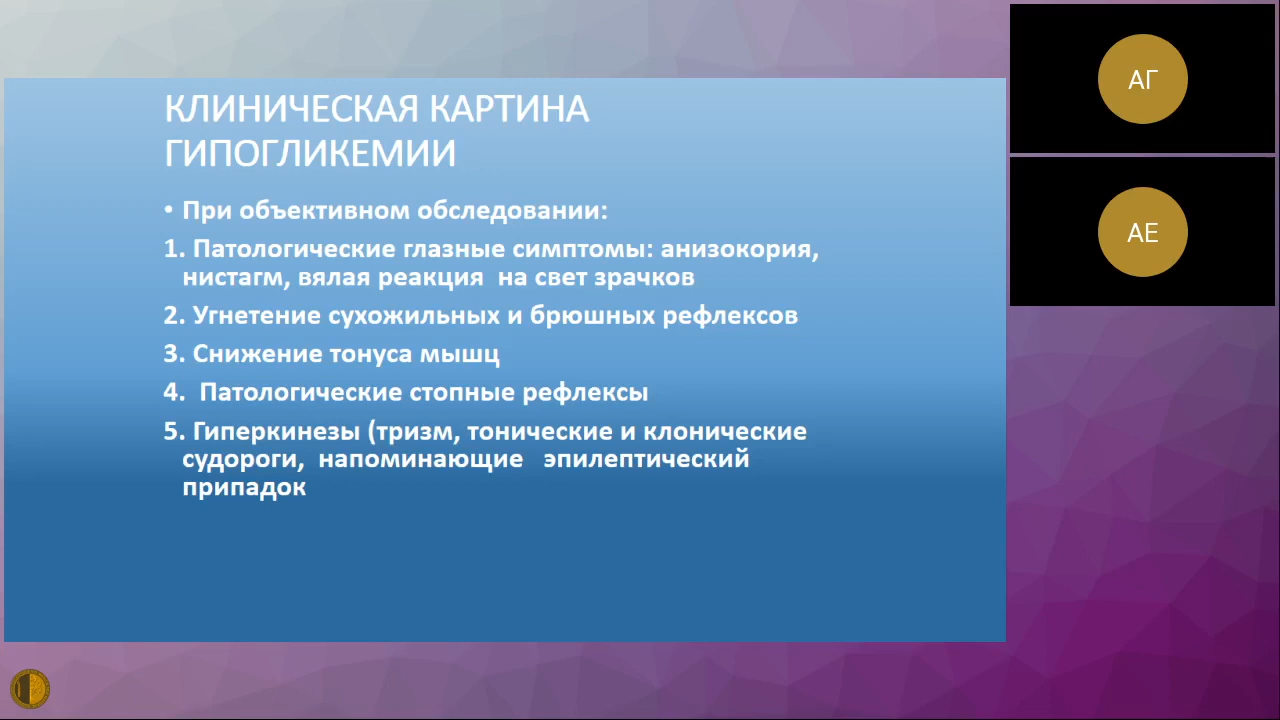 КЛИНИЧЕСКАЯ КАРТИНА
ГИПОГЛИКЕМИИ
• При объективном обследовании:
1. Патологические глазные симптомы: анизокория,
нистагм, вялая реакция на свет зрачков
2. Угнетение сухожильных и брюшных рефлексов
3. Снижение тонуса мышц
4. Патологические стопные рефлексы
5. Гиперкинезы (тризм, тонические и клонические
судороги, напоминающие эпилептический
припадок
АГ
АЕ